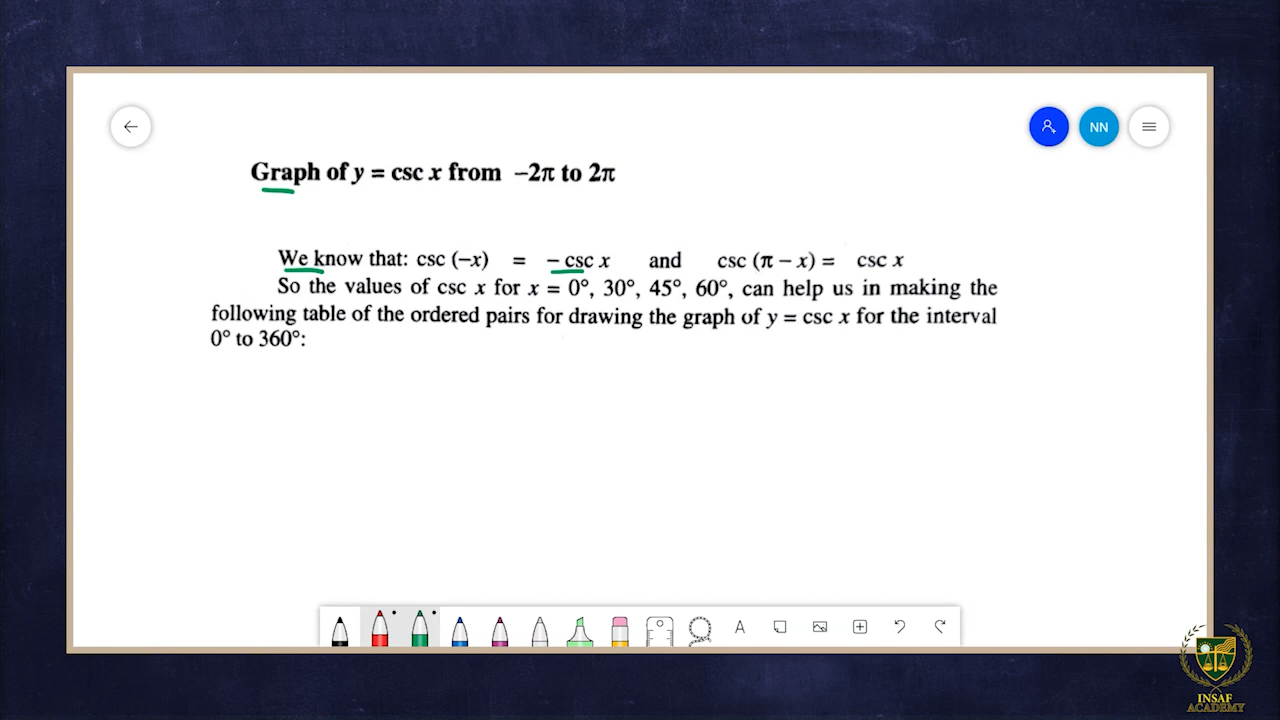 NN
Graph of y = csc x from −2π to 2π
We know that: csc (−x) = − csc x and csc (π − x) = csc x
So the values of csc x for x = 0°, 30°, 45°, 60°, can help us in making the
following table of the ordered pairs for drawing the graph of y = csc x for the interval
0° to 360°:
A
INSAF
ACADEMY